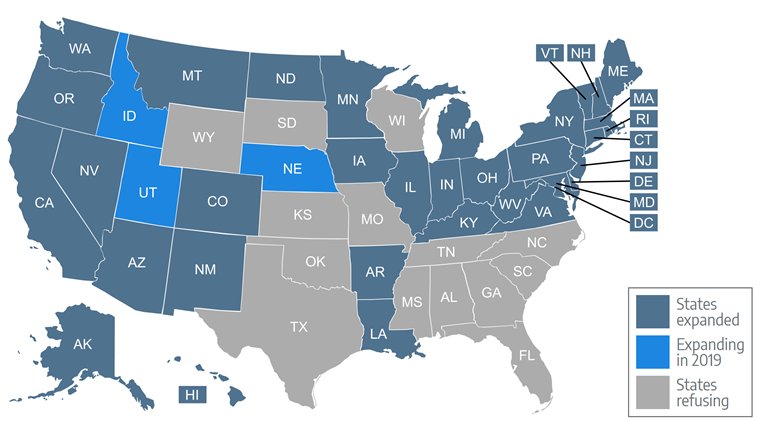 WA
MT
ND
MN
VT
NH
ME
OR
ID
WY
SD
WI
MI
NY
MA
RI
CT
NJ
DE
MD
DC
NV
UT
NE
IA
PA
CA
CO
KS
MO
IL
IN
OH
WV
VA
KY
AZ
NM
OK
AR
TN
NC
SC
TX
LA
MS
AL
GA
FL
AK
HI
States
expanded
Expanding
in 2019
States
refusing